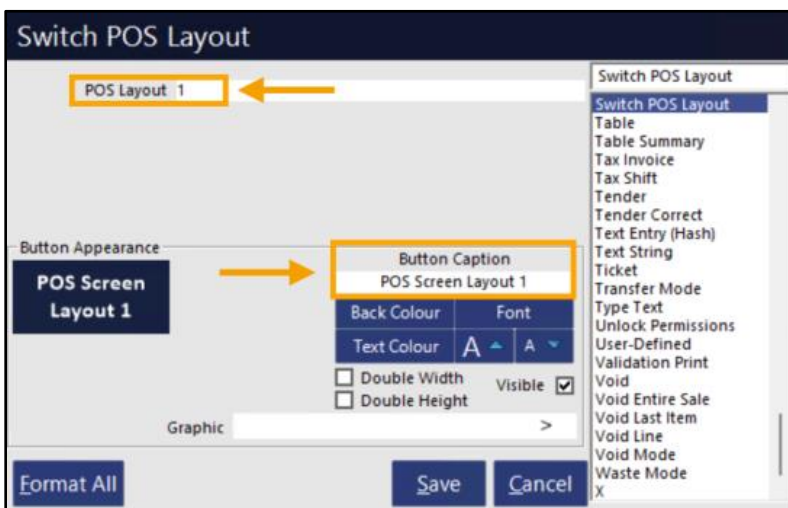 Switch POS Layout
POS Layout 1
Button Appearance
POS Screen
Layout 1
Button Caption
POS Screen Layout 1
Back Colour
Font
Text Colour
A
A
Double Width
Visible
Double Height
Graphic
>
Format All
Save
Cancel
Switch POS Layout
Switch POS Layout
Table
Table Summary
Tax Invoice
Tax Shift
Tender
Tender Correct
Text Entry (Hash)
Text String
Ticket
Transfer Mode
Type Text
Unlock Permissions
User-Defined
Validation Print
Void
Void Entire Sale
Void Last Item
Void Line
Void Mode
Waste Mode
X